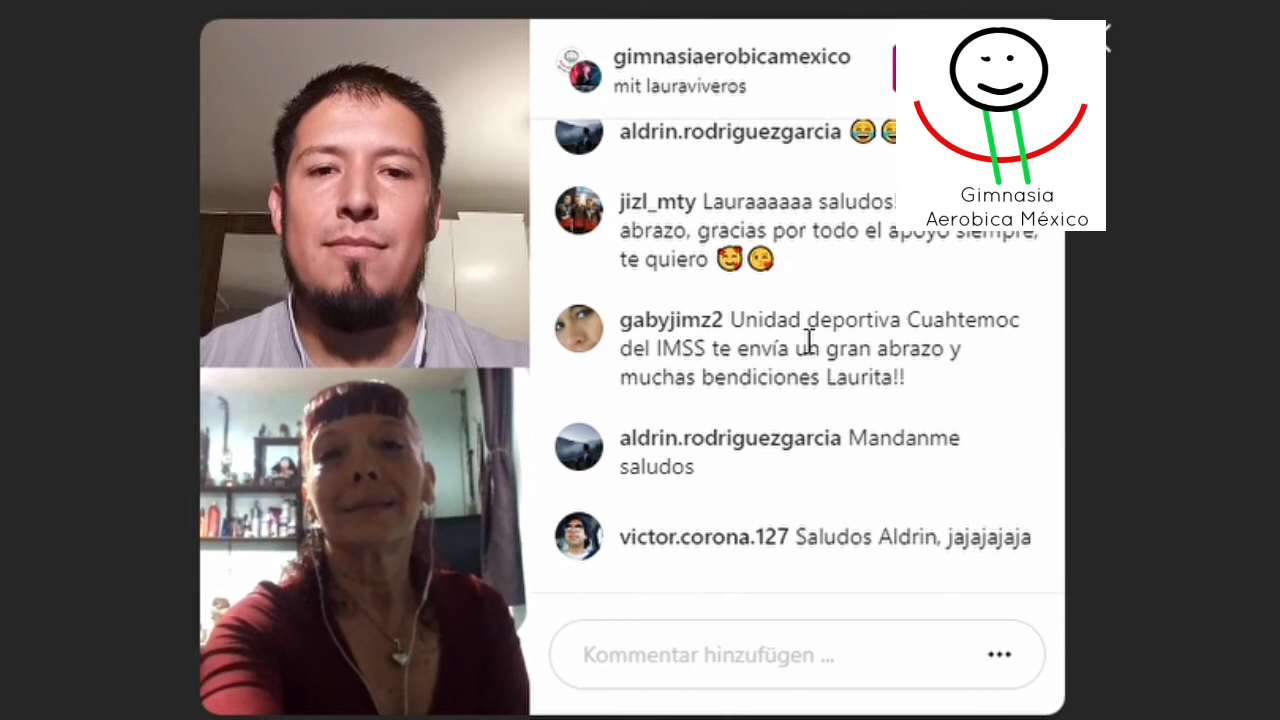 gimnasiaerobicamexico
mit lauraviveros
aldrin.rodriguezgarcia 😂
jizl_mty Lauraaaaaa saludos!
abrazo, gracias por todo el apoyo siempre,
te quiero 🥰😘
gabyjimz2 Unidad deportiva Cuahtemoc
del IMSS te envía un gran abrazo y
muchas bendiciones Laurita!!
aldrin.rodriguezgarcia Mandanme
saludos
victor.corona.127 Saludos Aldrin, jajajajaja
Kommentar hinzufügen ...
Gimnasia
Aerobica México